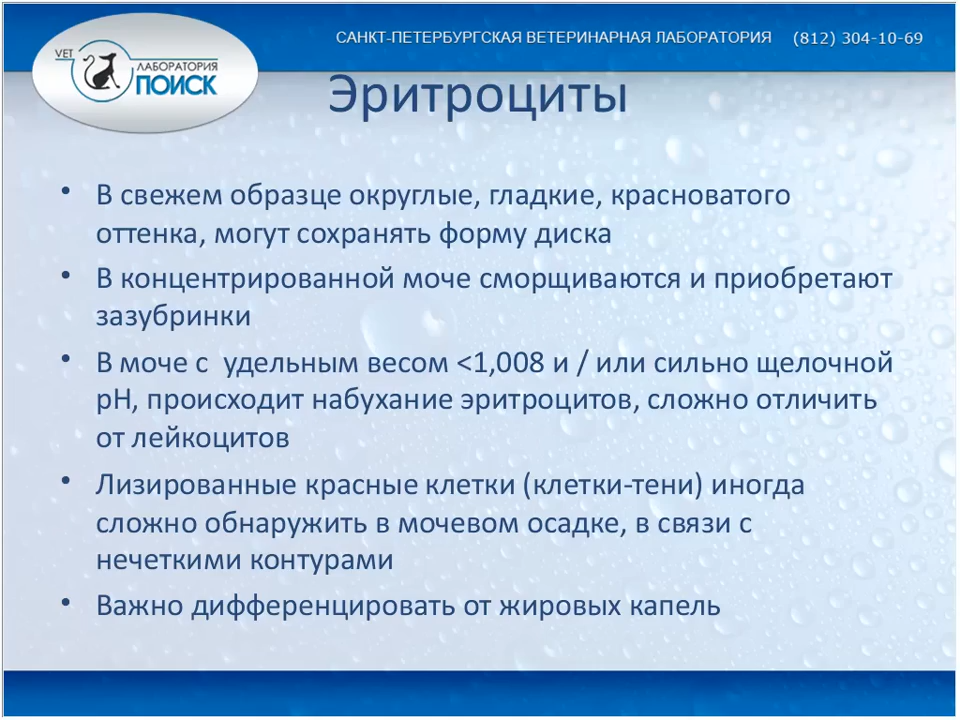 САНКТ-ПЕТЕРБУРГСКАЯ ВЕТЕРИНАРНАЯ ЛАБОРАТОРИЯ (812) 304-10-69
VET
ЛАБОРАТОРИЯ
ПОИСК
Эритроциты
• В свежем образце округлые, гладкие, красноватого
оттенка, могут сохранять форму диска
• В концентрированной моче сморщиваются и приобретают
зазубринки
• В моче с удельным весом <1,008 и / или сильно щелочной
рН, происходит набухание эритроцитов, сложно отличить
от лейкоцитов
• Лизированные красные клетки (клетки-тени) иногда
сложно обнаружить в мочевом осадке, в связи с
нечеткими контурами
• Важно дифференцировать от жировых капель